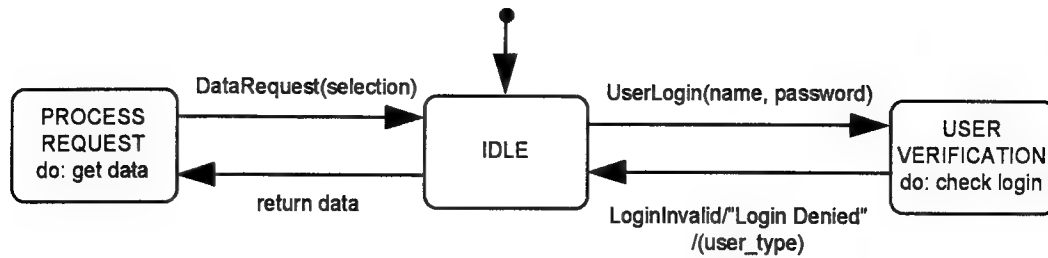 DataRequest(selection)
UserLogin(name, password)
PROCESS
REQUEST
do: get data
IDLE
USER
VERIFICATION
do: check login
return data
LoginInvalid/"Login Denied"
/(user_type)